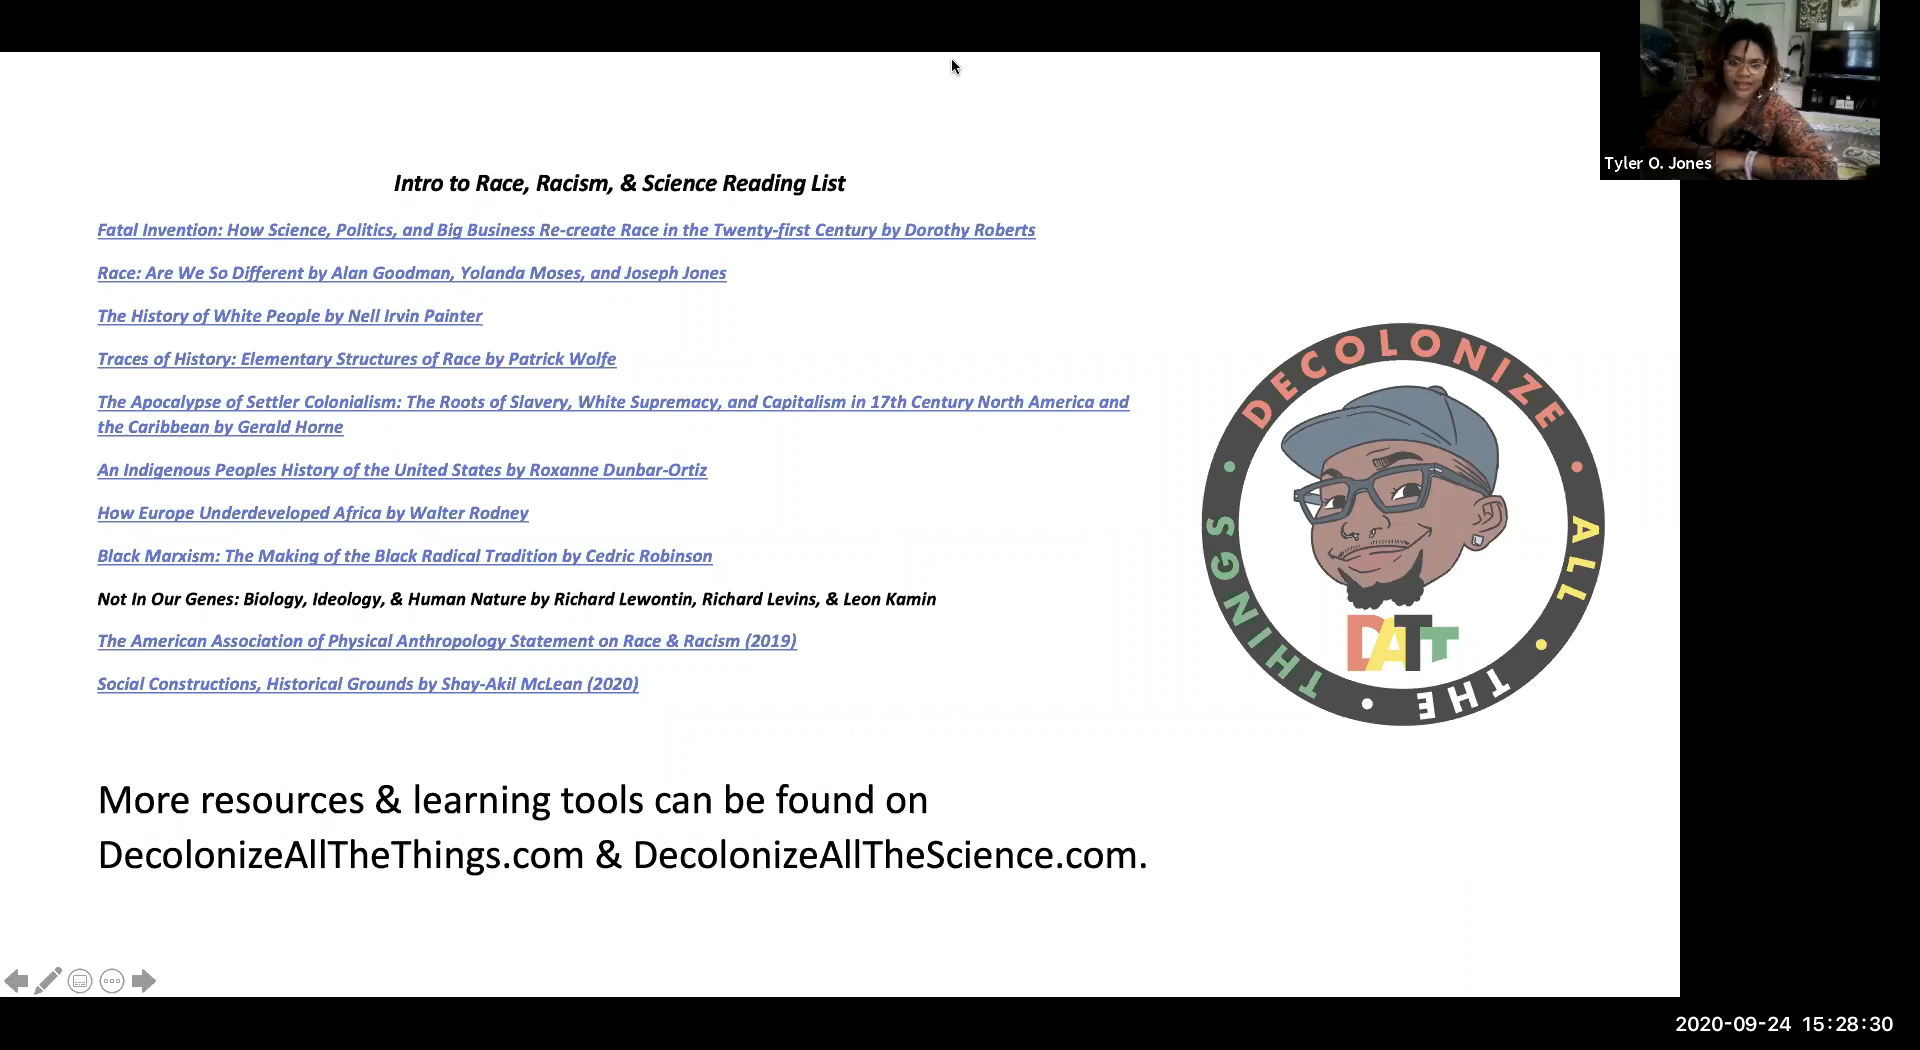 Tyler O. Jones
Intro to Race, Racism, & Science Reading List
Fatal Invention: How Science, Politics, and Big Business Re-create Race in the Twenty-first Century by Dorothy Roberts
Race: Are We So Different by Alan Goodman, Yolanda Moses, and Joseph Jones
The History of White People by Nell Irvin Painter
Traces of History: Elementary Structures of Race by Patrick Wolfe
The Apocalypse of Settler Colonialism: The Roots of Slavery, White Supremacy, and Capitalism in 17th Century North America and
the Caribbean by Gerald Horne
An Indigenous Peoples History of the United States by Roxanne Dunbar-Ortiz
How Europe Underdeveloped Africa by Walter Rodney
Black Marxism: The Making of the Black Radical Tradition by Cedric Robinson
Not In Our Genes: Biology, Ideology, & Human Nature by Richard Lewontin, Richard Levins, & Leon Kamin
The American Association of Physical Anthropology Statement on Race & Racism (2019)
Social Constructions, Historical Grounds by Shay-Akil McLean (2020)
DECOLONIZE • ALL • THE • THINGS •
DATT
More resources & learning tools can be found on
DecolonizeAllTheThings.com & DecolonizeAllTheScience.com.
2020-09-24 15:28:30